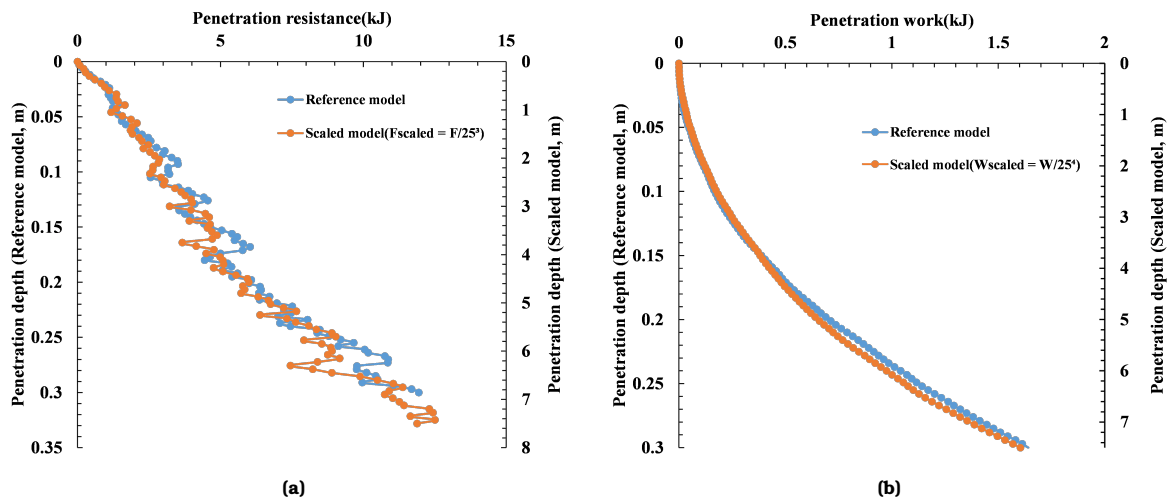 Penetration resistance(kJ)
0 5 10 15
0
0.05
0.1
0.15
0.2
0.25
0.3
0.35
Penetration depth (Reference model, m)
Reference model
Scaled model(Fscaled = F/25³)
0
1
2
3
4
5
6
7
8
Penetration depth (Scaled model, m)
(a)
Penetration work(kJ)
0 0.5 1 1.5 2
0
0.05
0.1
0.15
0.2
0.25
0.3
Penetration depth (Reference model, m)
Reference model
Scaled model(Wscaled = W/25⁴)
0
1
2
3
4
5
6
7
Penetration depth (Scaled model, m)
(b)